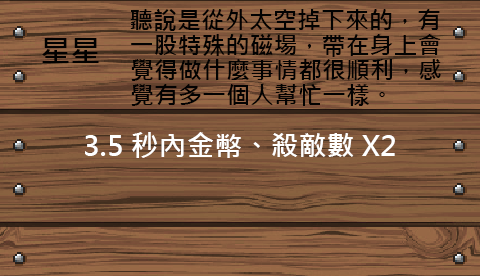 星星
聽說是從外太空掉下來的，有
一股特殊的磁場，帶在身上會
覺得做什麼事情都很順利，感
覺有多一個人幫忙一樣。
3.5 秒內金幣、殺敵數 X2